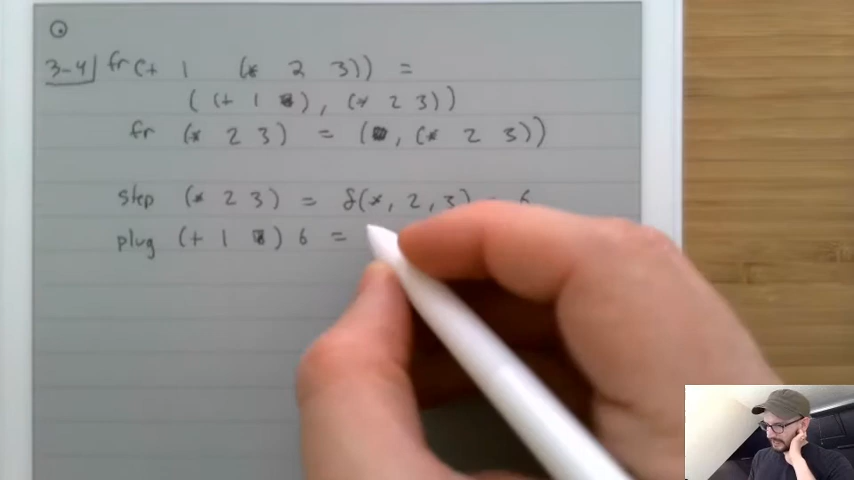 3-4| fr (+ 1 (* 2 3)) =
((+ 1 ■), (* 2 3))
fr (* 2 3) = (■, (* 2 3))
step (* 2 3) = δ(*, 2, 3) = 6
plug (+ 1 ■) 6 =